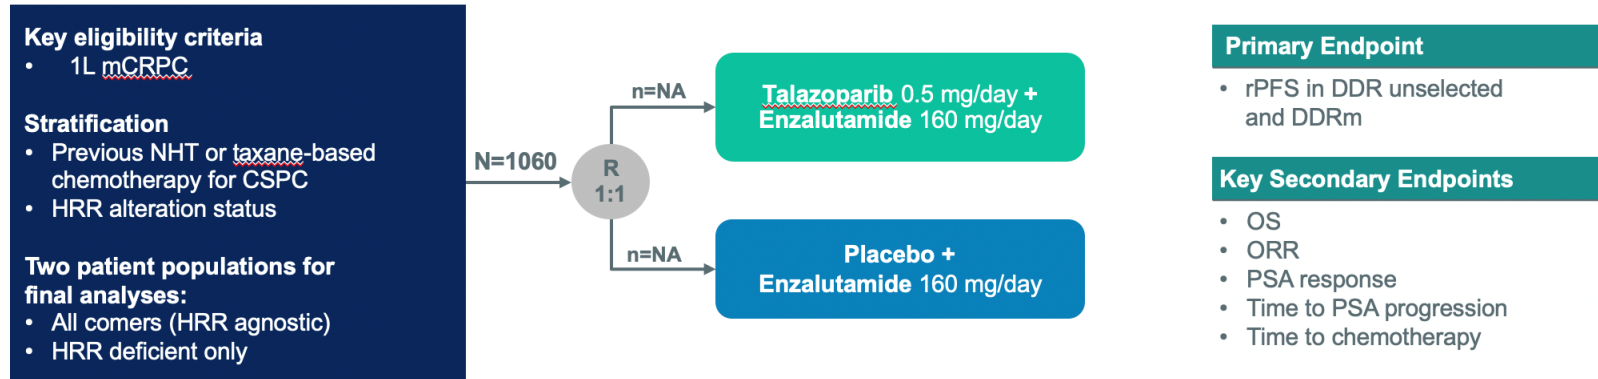 Key eligibility criteria
• 1L mCRPC
Stratification
• Previous NHT or taxane-based
chemotherapy for CSPC
• HRR alteration status
Two patient populations for
final analyses:
• All comers (HRR agnostic)
• HRR deficient only
N=1060
R
1:1
n=NA
Talazoparib 0.5 mg/day +
Enzalutamide 160 mg/day
n=NA
Placebo +
Enzalutamide 160 mg/day
Primary Endpoint
• rPFS in DDR unselected
and DDRm
Key Secondary Endpoints
• OS
• ORR
• PSA response
• Time to PSA progression
• Time to chemotherapy